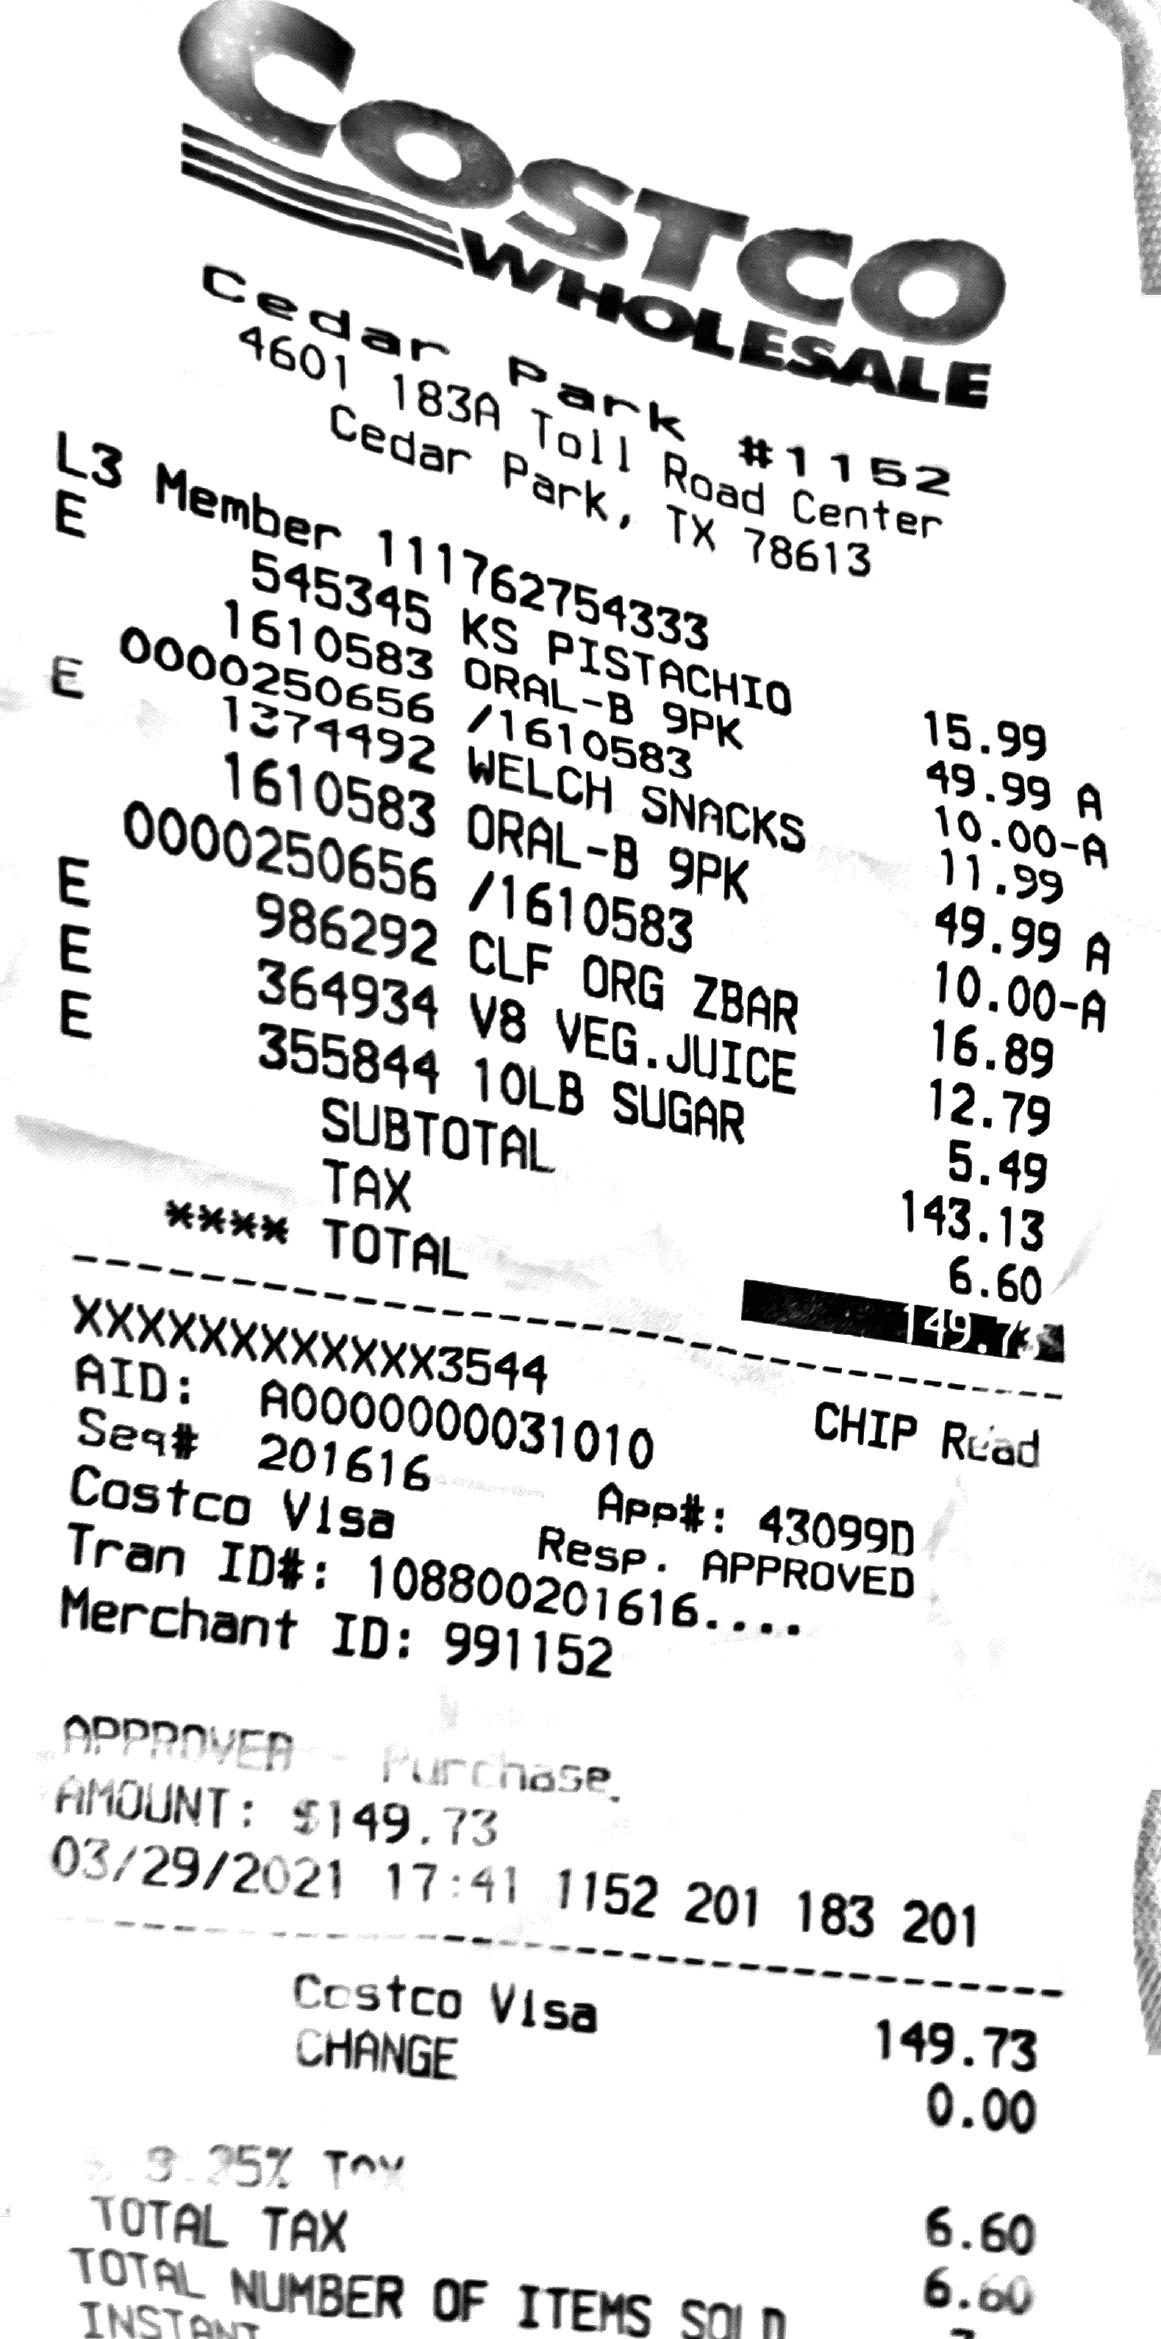 COSTCO
WHOLESALE
Cedar Park #1152
4601 183A Toll Road Center
Cedar Park, TX 78613
L3 Member 111762754333
E 545345 KS PISTACHIO 15.99
1610583 ORAL-B 9PK 49.99 A
0000250656 /1610583 10.00-A
E 1374492 WELCH SNACKS 11.99
1610583 ORAL-B 9PK 49.99 A
0000250656 /1610583 10.00-A
E 986292 CLF ORG ZBAR 16.89
E 364934 V8 VEG.JUICE 12.79
E 355844 10LB SUGAR 5.49
SUBTOTAL 143.13
TAX 6.60
**** TOTAL 149.73
XXXXXXXXXXXX3544 CHIP Read
AID: A0000000031010
Seq# 201616 App#: 43099D
Costco Visa Resp. APPROVED
Tran ID#: 108800201616....
Merchant ID: 991152
APPROVED - Purchase
AMOUNT: $149.73
03/29/2021 17:41 1152 201 183 201
Costco Visa 149.73
CHANGE 0.00
Tax 6.60
TOTAL TAX 6.60
TOTAL NUMBER OF ITEMS SOLD
INSTANT